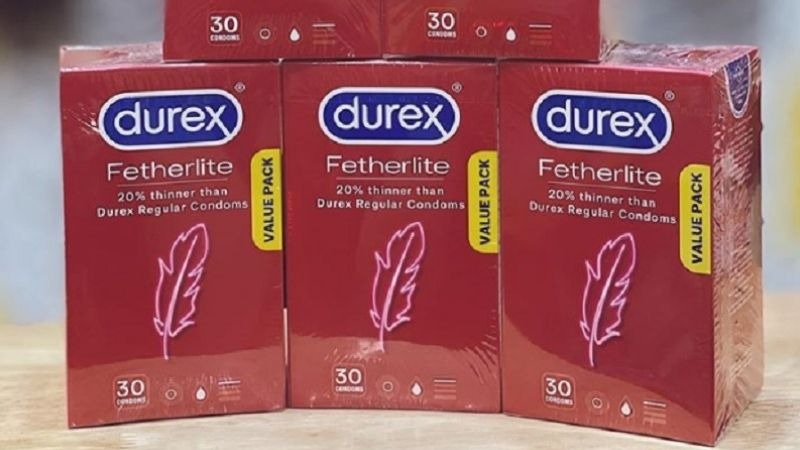 30
CONDOMS
30
CONDOMS
durex®
Fetherlite
20% thinner than
Durex Regular Condoms
VALUE PACK
30
CONDOMS
durex®
Fetherlite
20% thinner than
Durex Regular Condoms
VALUE PACK
30
CONDOMS
durex®
Fetherlite
20% thinner than
Durex Regular Condoms
VALUE PACK
30
CONDOMS